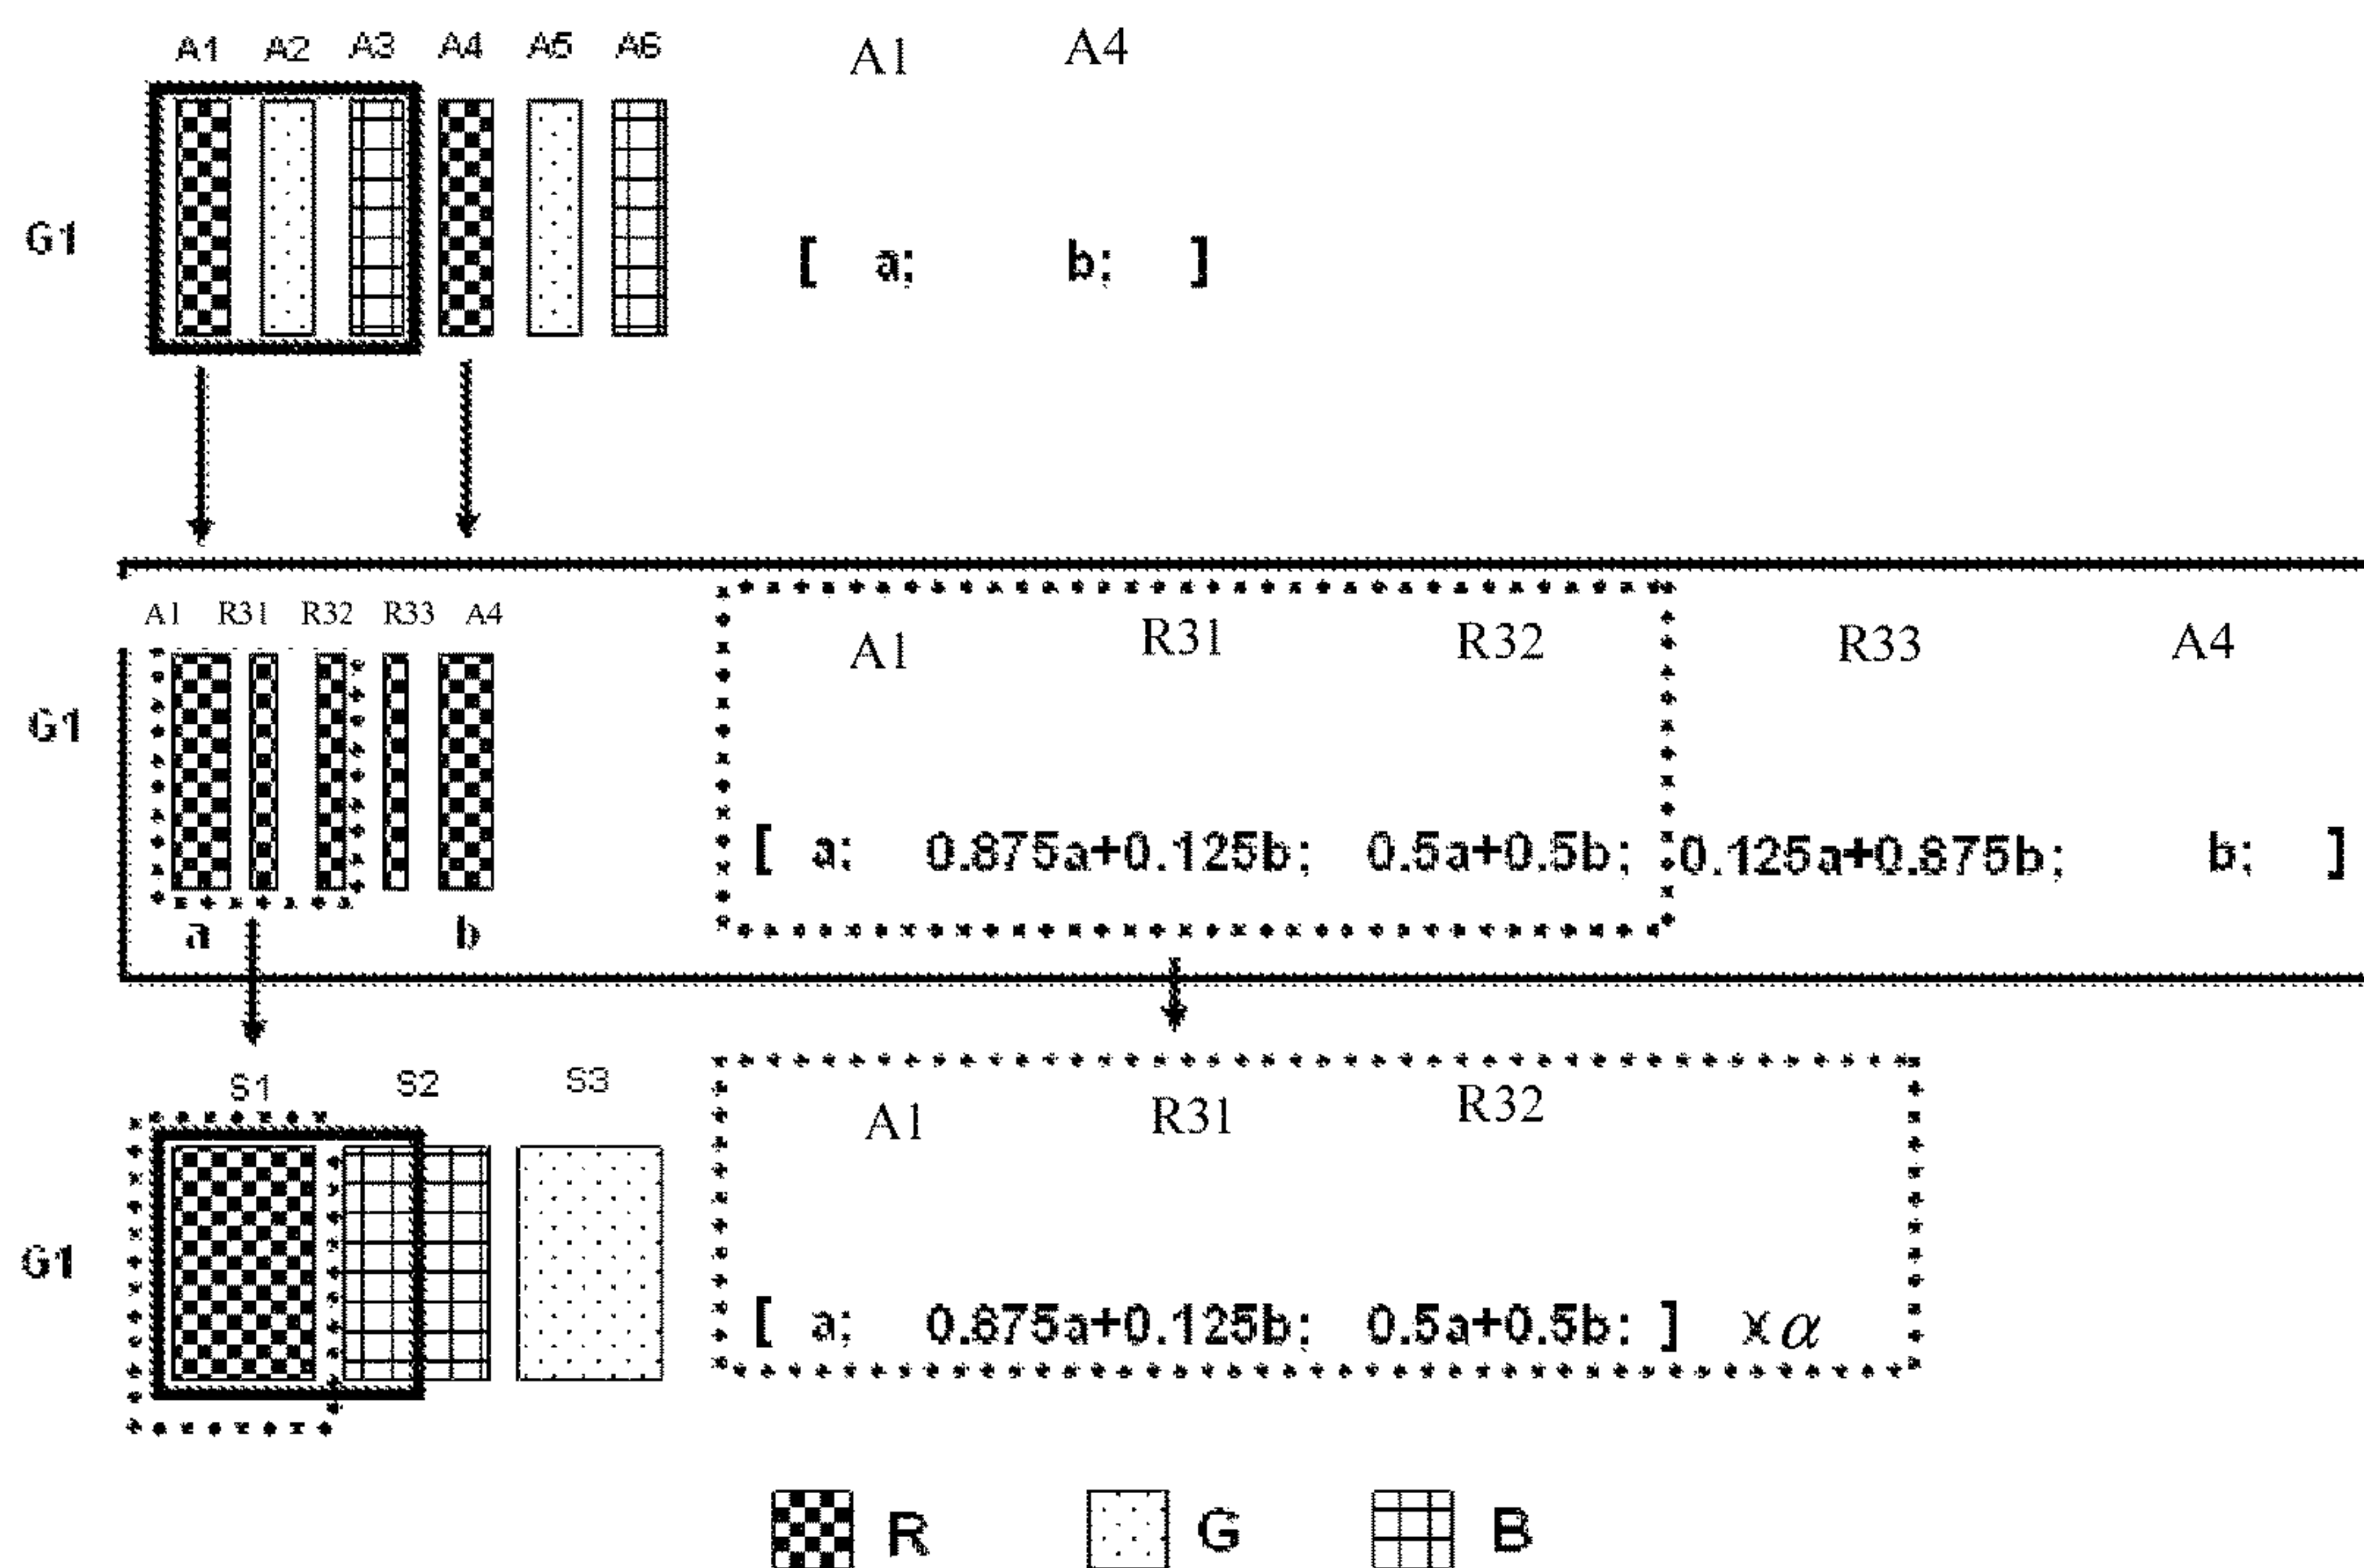 A1 A2 A3 A4 A5 A6 A1 A4
G1 [ a; b; ]
A1 R31 R32 R33 A4 A1 R31 R32 R33 A4
G1
[ a; 0.875a+0.125b; 0.5a+0.5b; 0.125a+0.875b; b; ]
a b
S1 S2 S3 A1 R31 R32
G1
[ a; 0.875a+0.125b; 0.5a+0.5b; ] xα
R G B